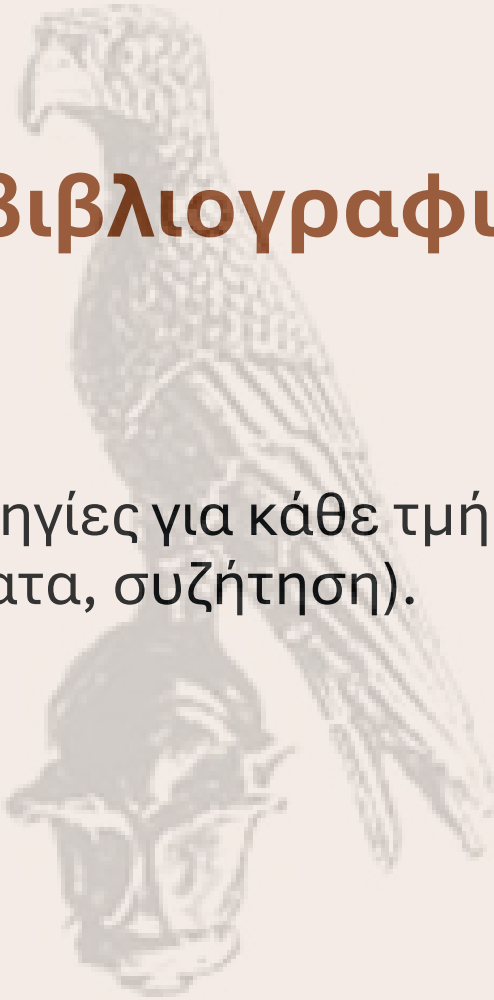 βιβλιογραφι
ηγίες για κάθε τμή
ατα, συζήτηση).